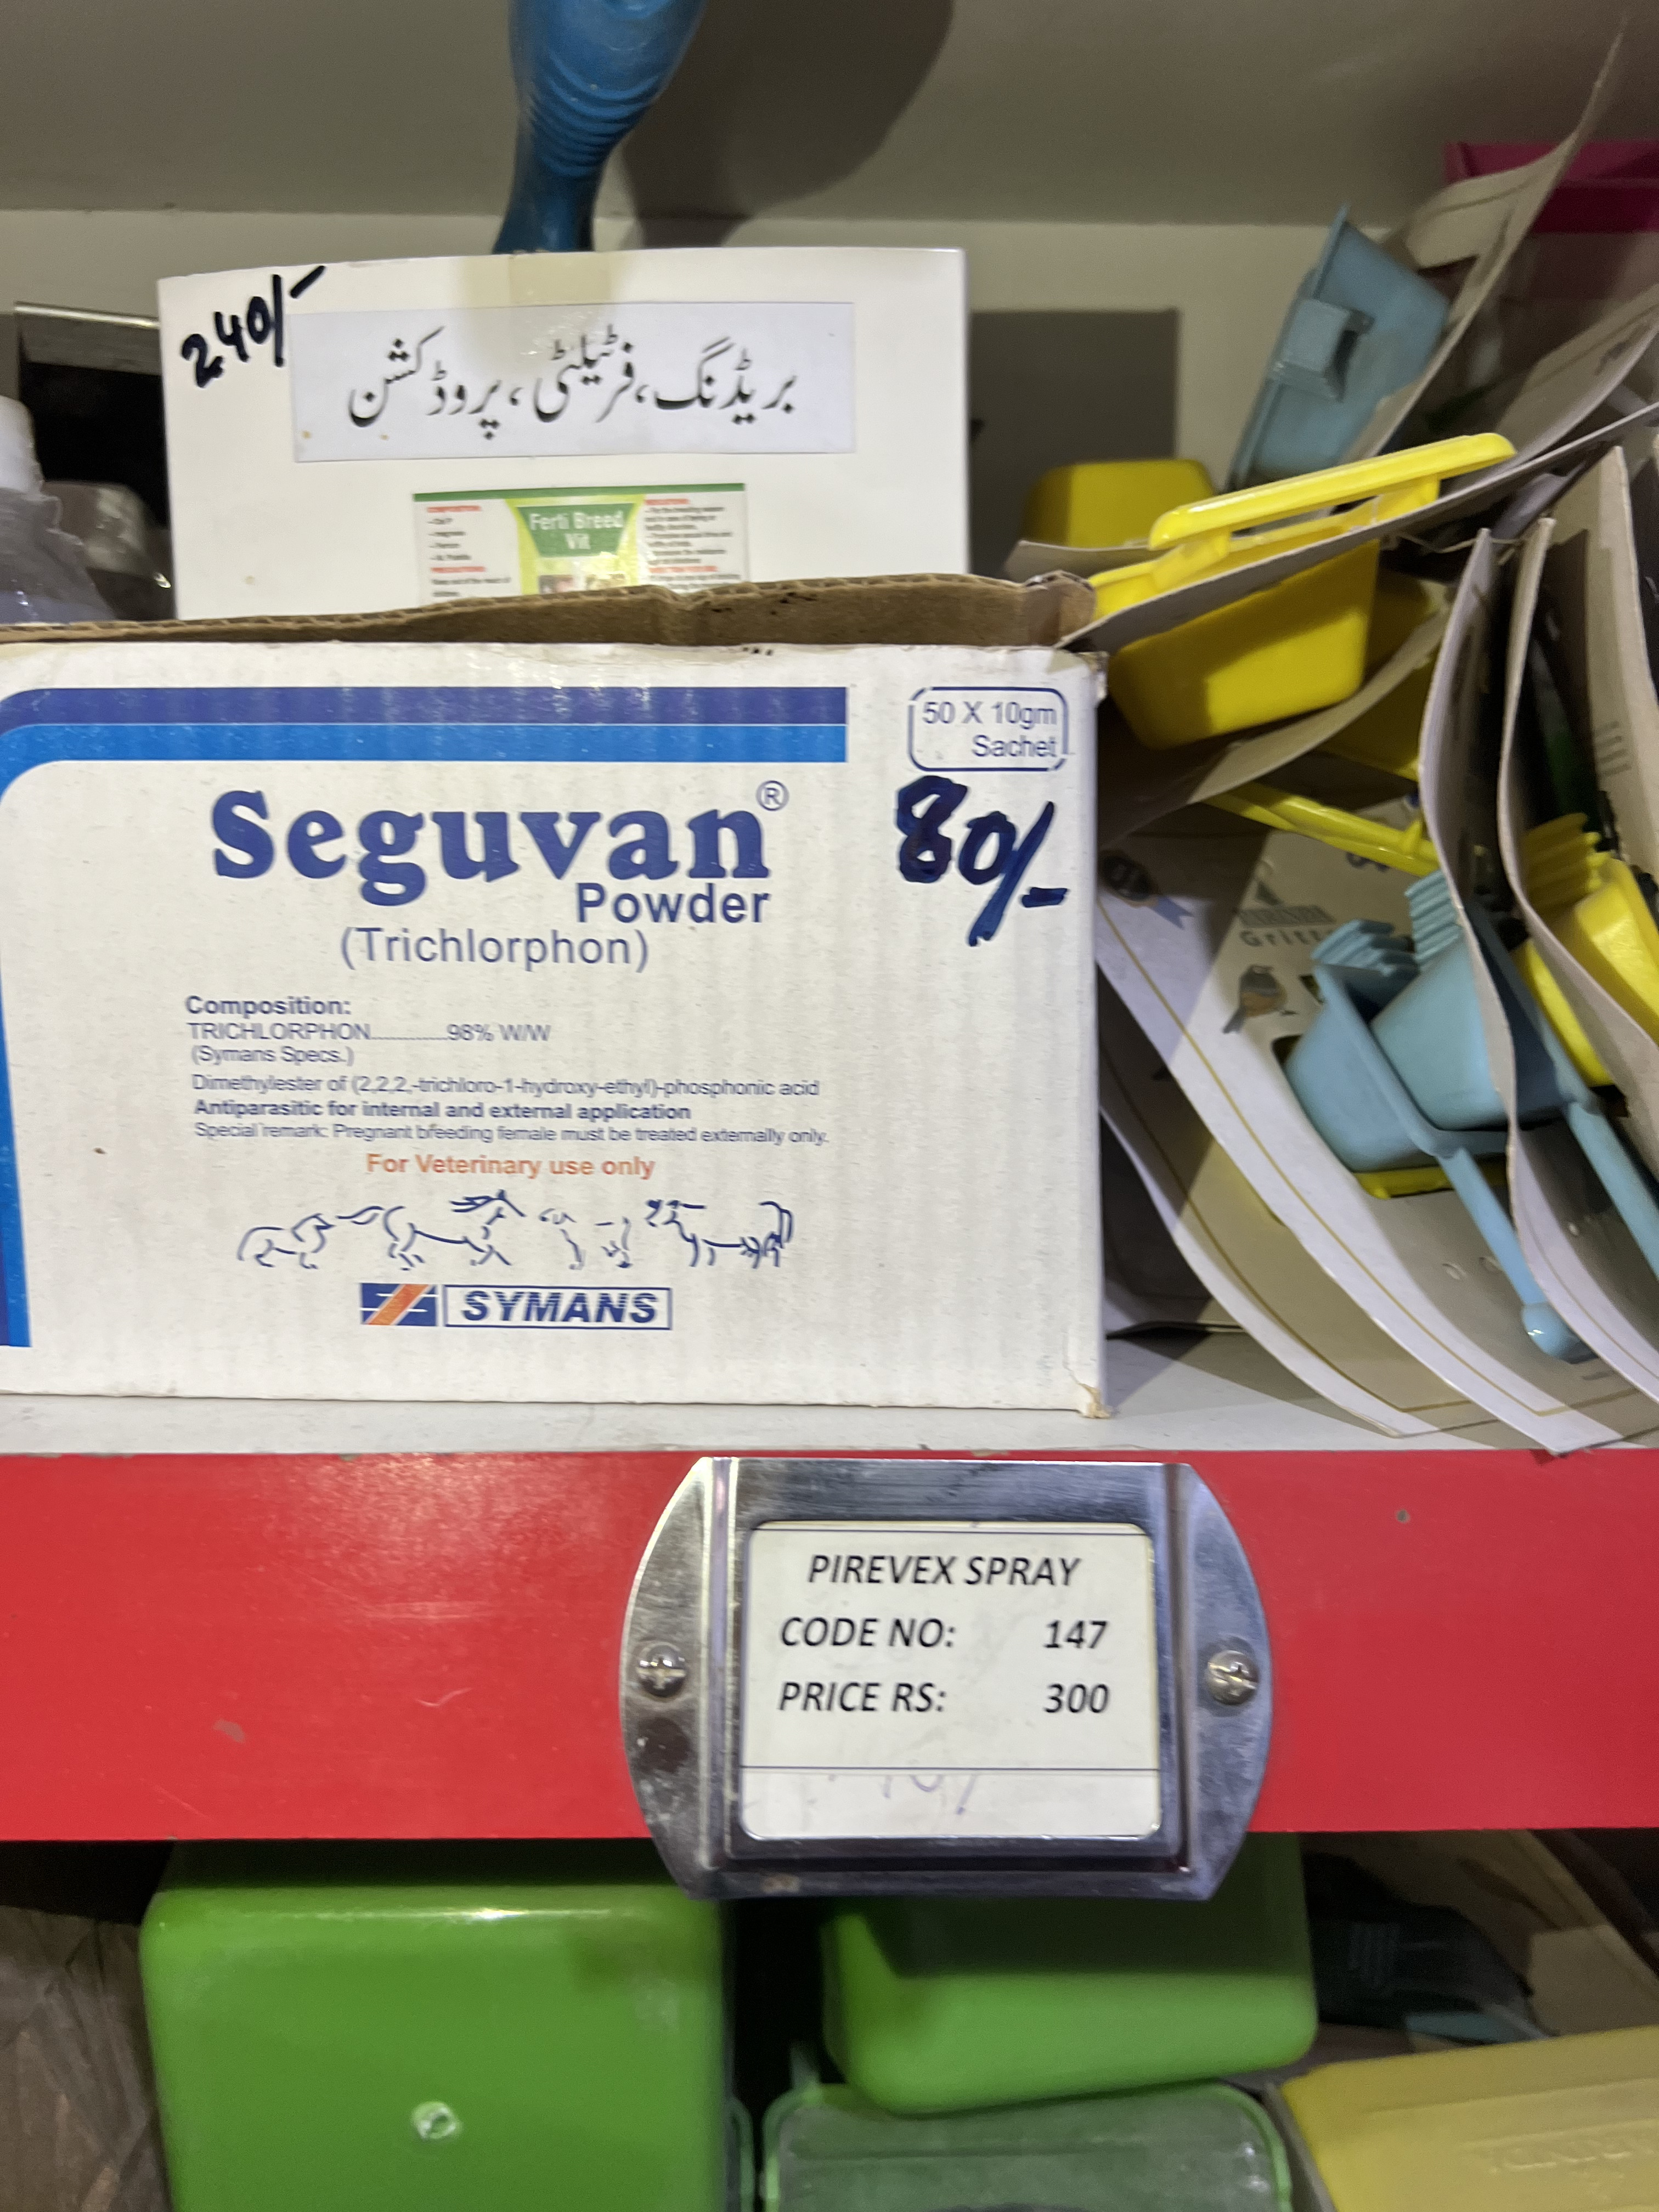 240/-
بریڈنگ، فرٹیلٹی، پروڈکشن
Ferti Breed
Vit
50 X 10gm
Sachet
80/-
Seguvan®
Powder
(Trichlorphon)
Composition:
TRICHLORPHON.............98% W/W
(Symans Specs.)
Dimethylester of (2,2,2,-trichloro-1-hydroxy-ethyl)-phosphonic acid
Antiparasitic for internal and external application
Special remark: Pregnant bfeeding female must be treated externally only.
For Veterinary use only
SYMANS
PIREVEX SPRAY
CODE NO: 147
PRICE RS: 300